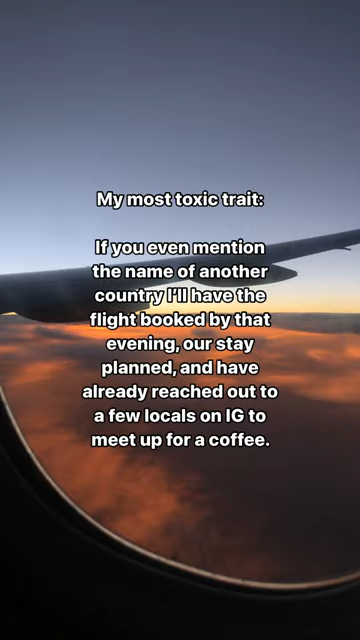 My most toxic trait:
If you even mention
the name of another
country I'll have the
flight booked by that
evening, our stay
planned, and have
already reached out to
a few locals on IG to
meet up for a coffee.